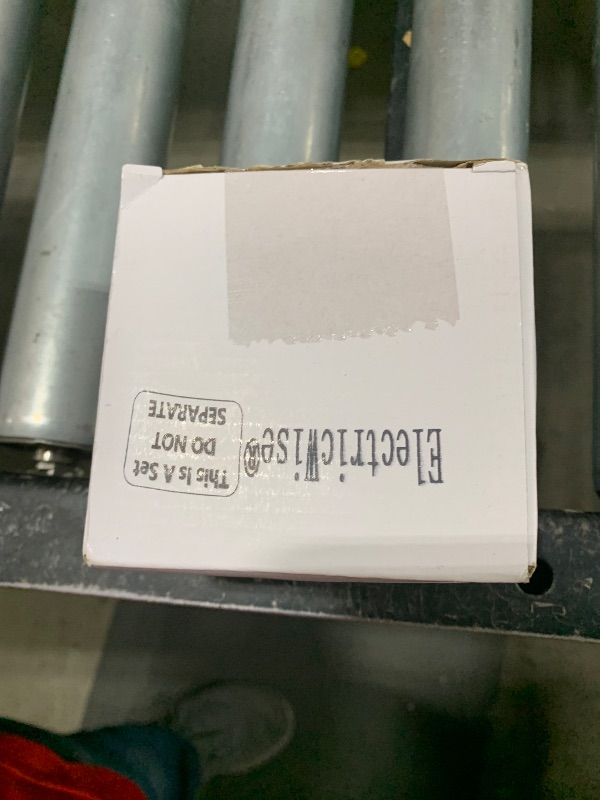 ElectricWise®
This Is A Set
DO NOT
SEPARATE